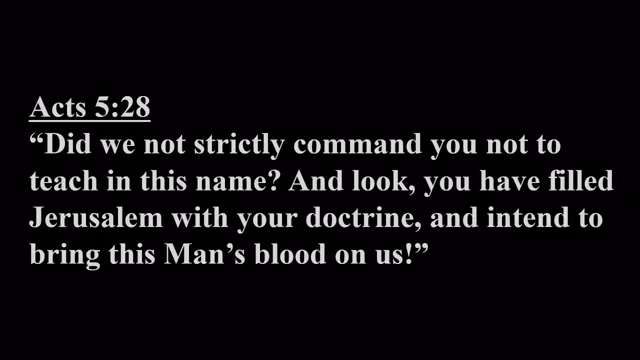 Acts 5:28
“Did we not strictly command you not to
teach in this name? And look, you have filled
Jerusalem with your doctrine, and intend to
bring this Man’s blood on us!”